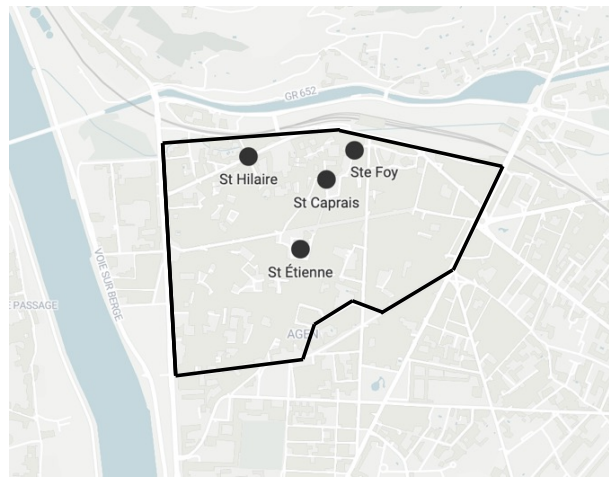 GR 652
St Hilaire
Ste Foy
St Caprais
VOIE SUR BERGE
St Étienne
E PASSAGE
AGEN